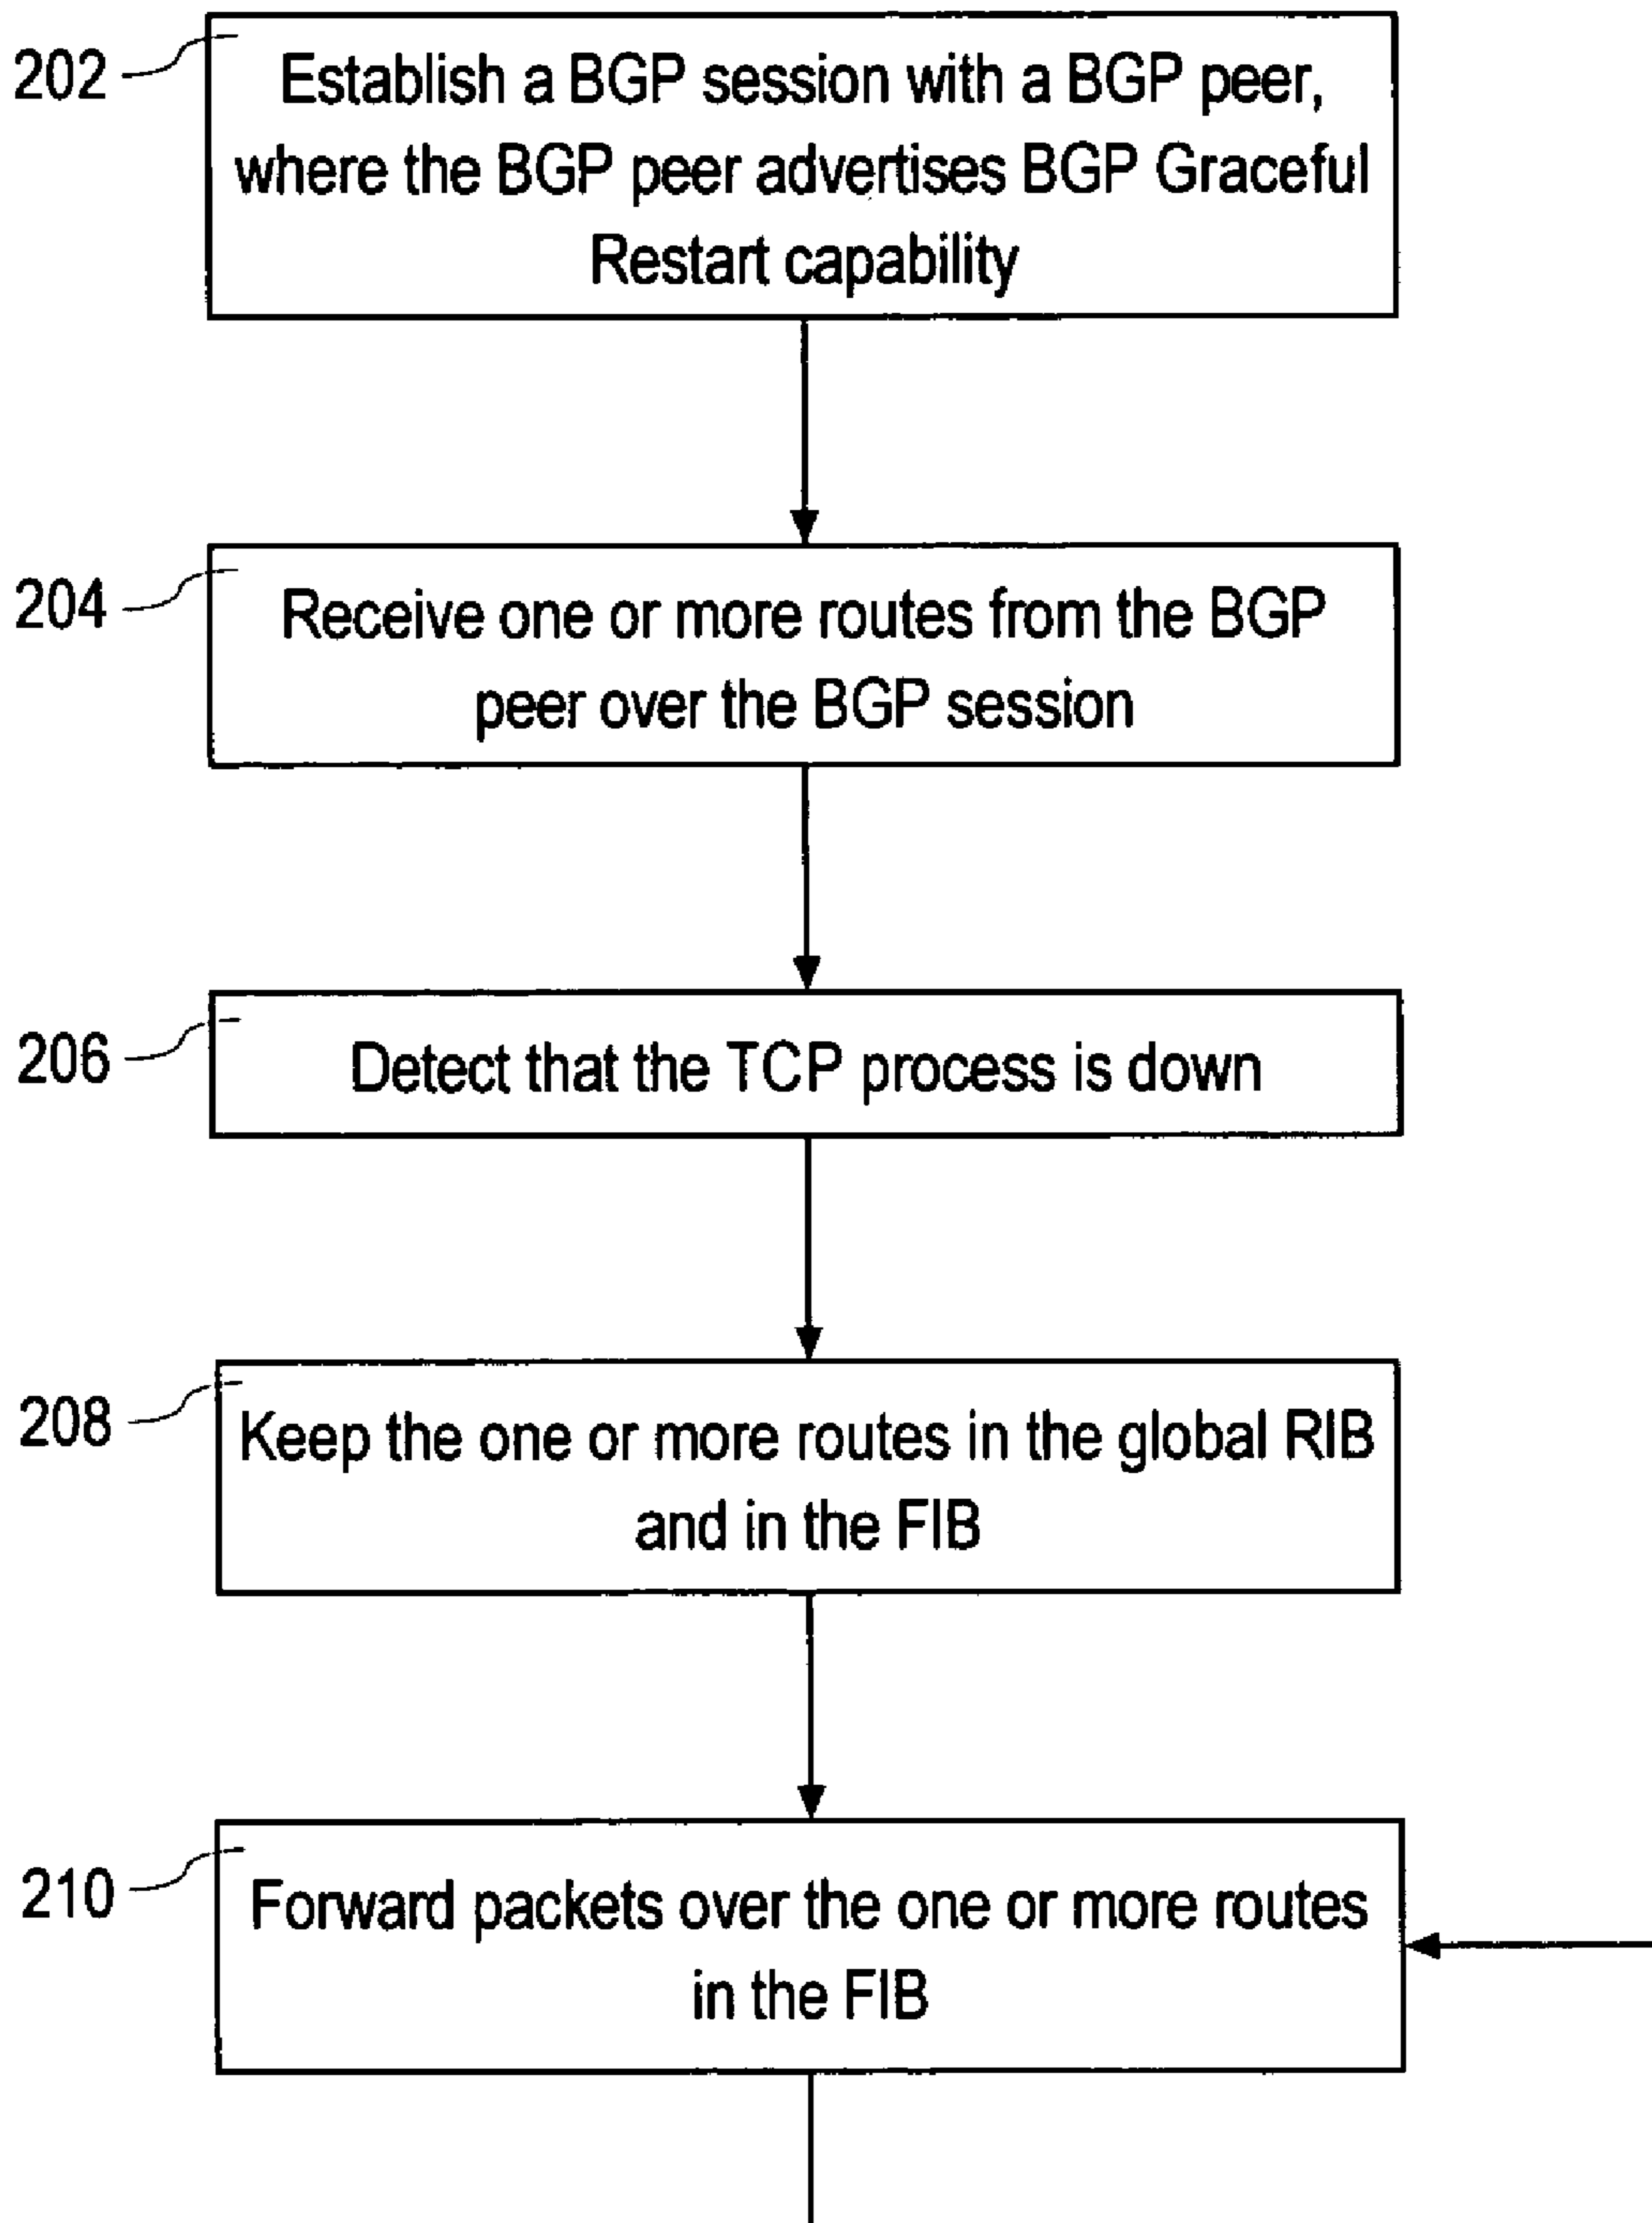 202
Establish a BGP session with a BGP peer,
where the BGP peer advertises BGP Graceful
Restart capability
204
Receive one or more routes from the BGP
peer over the BGP session
206
Detect that the TCP process is down
208
Keep the one or more routes in the global RIB
and in the FIB
210
Forward packets over the one or more routes
in the FIB